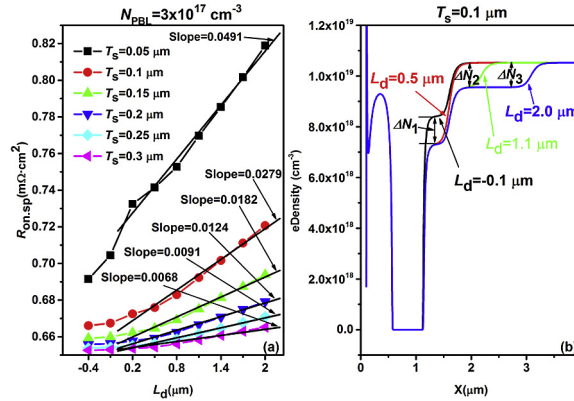 N_PBL=3x10^17 cm^-3
T_s=0.05 μm
T_s=0.1 μm
T_s=0.15 μm
T_s=0.2 μm
T_s=0.25 μm
T_s=0.3 μm
Slope=0.0491
Slope=0.0279
Slope=0.0182
Slope=0.0124
Slope=0.0091
Slope=0.0068
R_on.sp(mΩ·cm^2)
0.82
0.80
0.78
0.76
0.74
0.72
0.70
0.68
0.66
-0.4 -0.1 0.2 0.5 0.8 1.1 1.4 1.7 2.0
L_d(μm)
(a)
T_s=0.1 μm
ΔN_2
ΔN_3
L_d=0.5 μm
L_d=2.0 μm
ΔN_1
L_d=1.1 μm
L_d=-0.1 μm
eDensity (cm^-3)
1.2x10^19
1.0x10^19
8.0x10^18
6.0x10^18
4.0x10^18
2.0x10^18
0.0
0 1 2 3
X(μm)
(b)